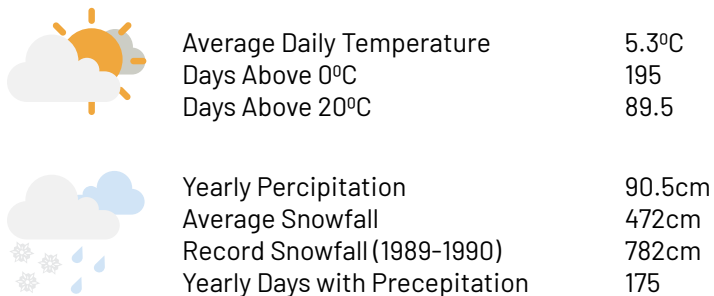 Average Daily Temperature 5.3ºC
Days Above 0ºC 195
Days Above 20ºC 89.5
Yearly Percipitation 90.5cm
Average Snowfall 472cm
Record Snowfall (1989-1990) 782cm
Yearly Days with Precepitation 175